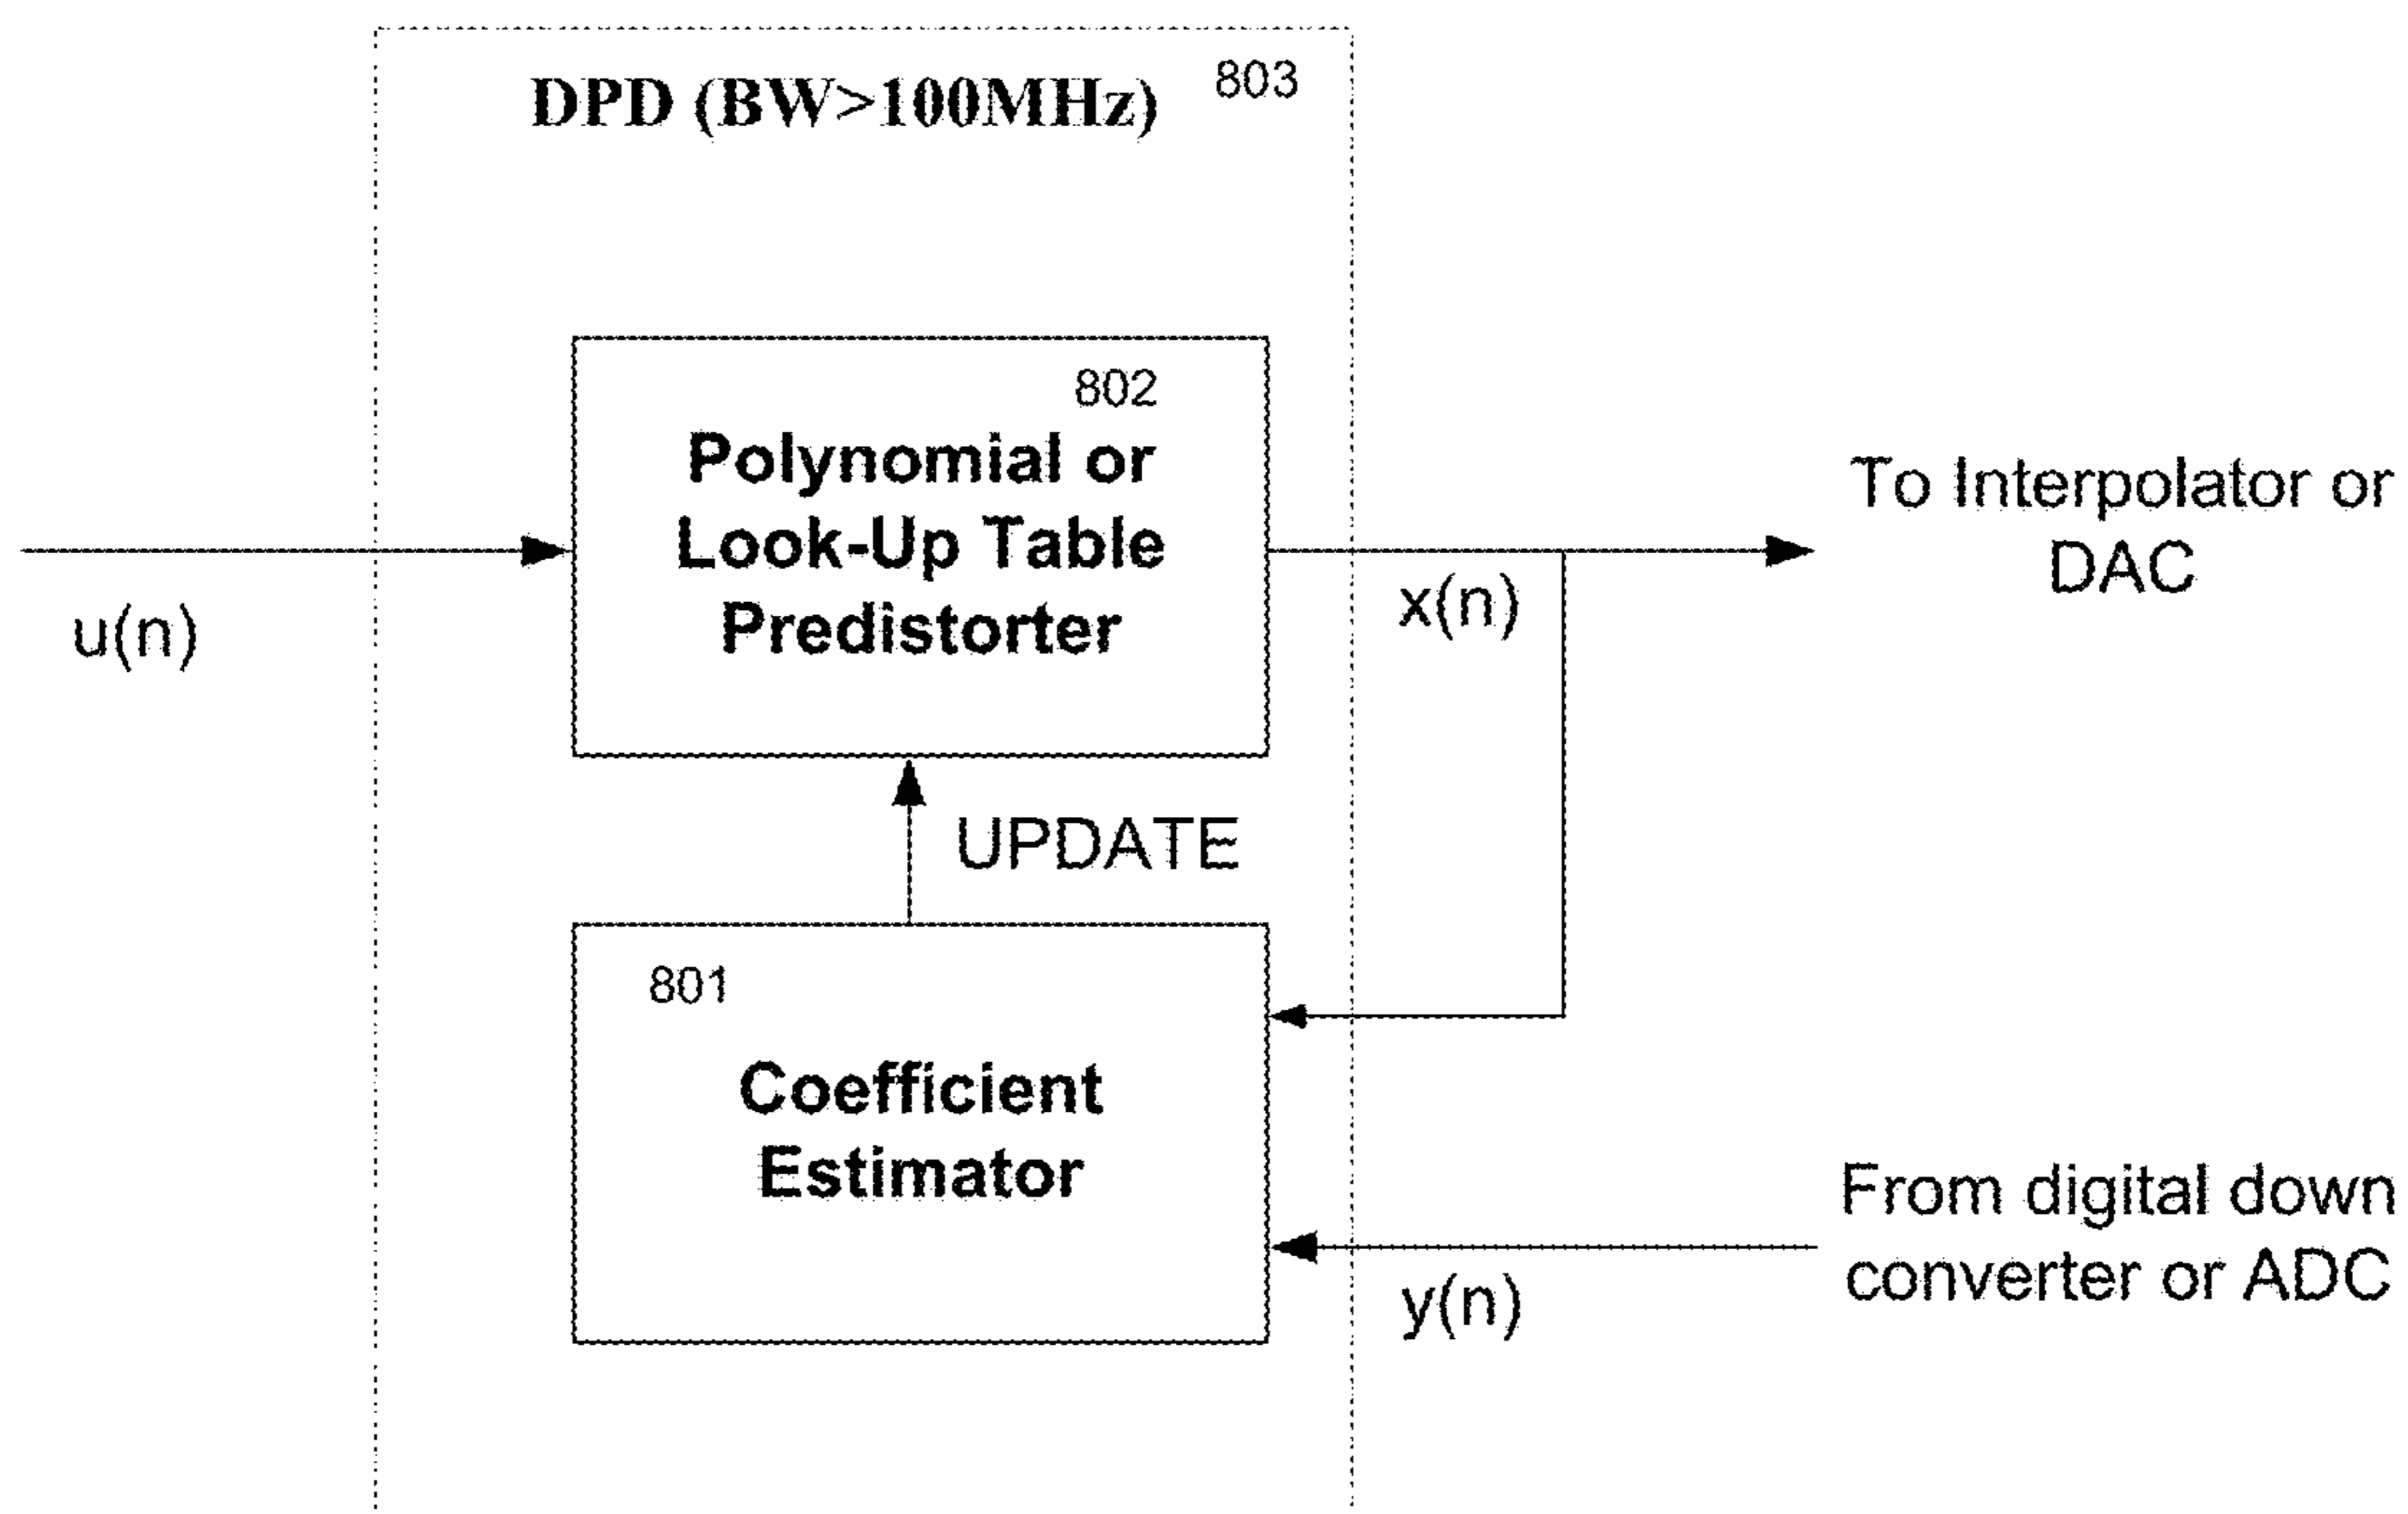 DPD (BW>100MHz)
803
802
Polynomial or
Look-Up Table
Predistorter
u(n)
x(n)
To Interpolator or
DAC
UPDATE
801
Coefficient
Estimator
y(n)
From digital down
converter or ADC